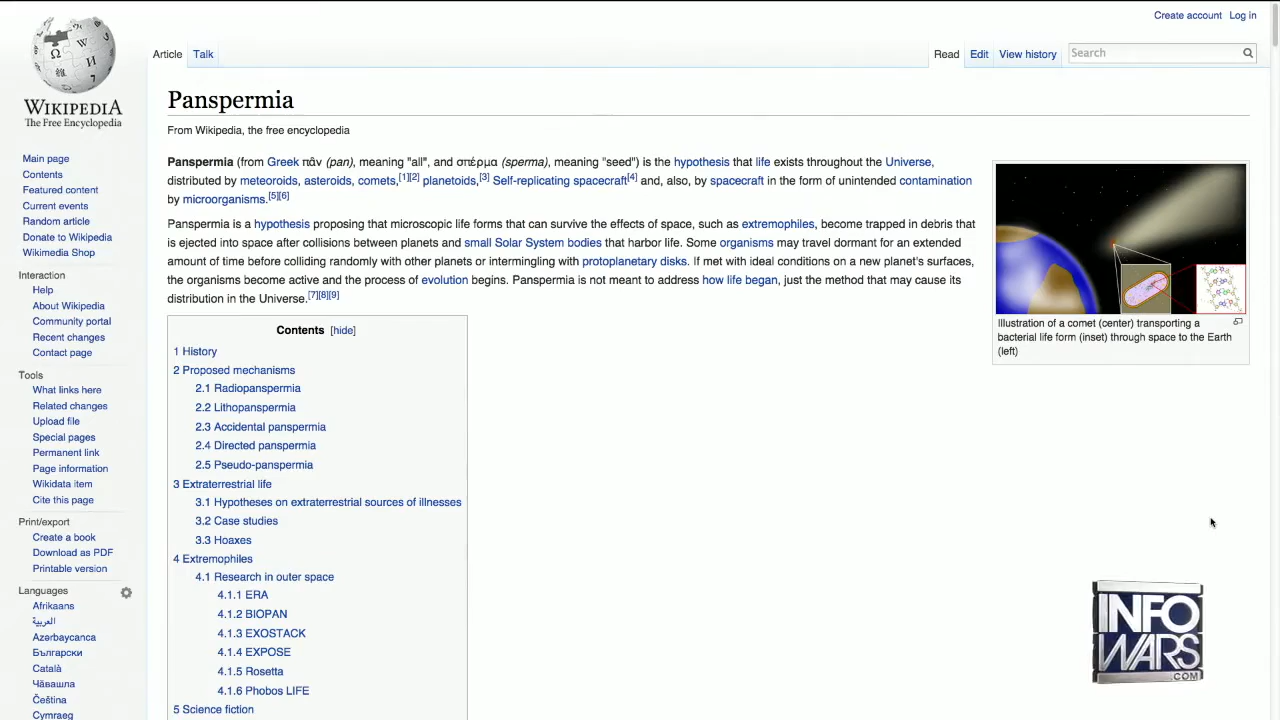 Create account Log in
Article Talk
Read Edit View history Search
WIKIPEDIA
The Free Encyclopedia
Main page
Contents
Featured content
Current events
Random article
Donate to Wikipedia
Wikimedia Shop
Interaction
Help
About Wikipedia
Community portal
Recent changes
Contact page
Tools
What links here
Related changes
Upload file
Special pages
Permanent link
Page information
Wikidata item
Cite this page
Print/export
Create a book
Download as PDF
Printable version
Languages
Afrikaans
العربية
Azərbaycanca
Български
Català
Чӑвашла
Čeština
Cymraeg
Panspermia
From Wikipedia, the free encyclopedia
Panspermia (from Greek πᾶν (pan), meaning "all", and σπέρμα (sperma), meaning "seed") is the hypothesis that life exists throughout the Universe,
distributed by meteoroids, asteroids, comets,[1][2] planetoids,[3] Self-replicating spacecraft[4] and, also, by spacecraft in the form of unintended contamination
by microorganisms.[5][6]
Panspermia is a hypothesis proposing that microscopic life forms that can survive the effects of space, such as extremophiles, become trapped in debris that
is ejected into space after collisions between planets and small Solar System bodies that harbor life. Some organisms may travel dormant for an extended
amount of time before colliding randomly with other planets or intermingling with protoplanetary disks. If met with ideal conditions on a new planet's surfaces,
the organisms become active and the process of evolution begins. Panspermia is not meant to address how life began, just the method that may cause its
distribution in the Universe.[7][8][9]
Illustration of a comet (center) transporting a
bacterial life form (inset) through space to the Earth
(left)
Contents [hide]
1 History
2 Proposed mechanisms
2.1 Radiopanspermia
2.2 Lithopanspermia
2.3 Accidental panspermia
2.4 Directed panspermia
2.5 Pseudo-panspermia
3 Extraterrestrial life
3.1 Hypotheses on extraterrestrial sources of illnesses
3.2 Case studies
3.3 Hoaxes
4 Extremophiles
4.1 Research in outer space
4.1.1 ERA
4.1.2 BIOPAN
4.1.3 EXOSTACK
4.1.4 EXPOSE
4.1.5 Rosetta
4.1.6 Phobos LIFE
5 Science fiction
INFO
WARS
.COM